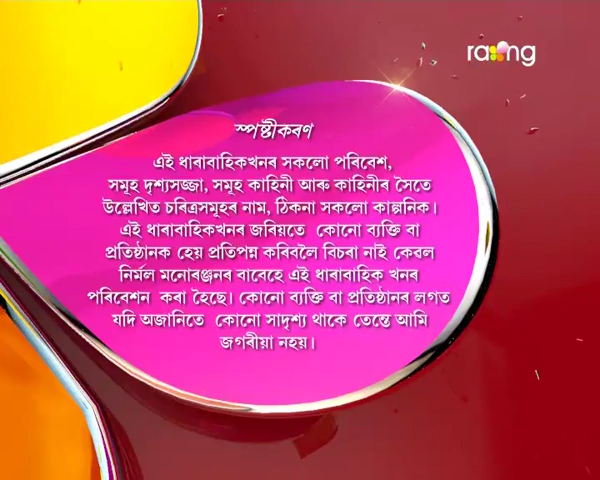 rang
স্পষ্টীকৰণ
এই ধাৰাবাহিকখনৰ সকলো পৰিবেশ,
সমূহ দৃশ্যসজ্জা, সমূহ কাহিনী আৰু কাহিনীৰ সৈতে
উল্লেখিত চৰিত্ৰসমূহৰ নাম, ঠিকনা সকলো কাল্পনিক।
এই ধাৰাবাহিকখনৰ জৰিয়তে কোনো ব্যক্তি বা
প্ৰতিষ্ঠানক হেয় প্ৰতিপন্ন কৰিবলৈ বিচৰা নাই কেৱল
নিৰ্মল মনোৰঞ্জনৰ বাবেহে এই ধাৰাবাহিক খনৰ
পৰিবেশন কৰা হৈছে। কোনো ব্যক্তি বা প্ৰতিষ্ঠানৰ লগত
যদি অজানিতে কোনো সাদৃশ্য থাকে তেন্তে আমি
জগৰীয়া নহয়।